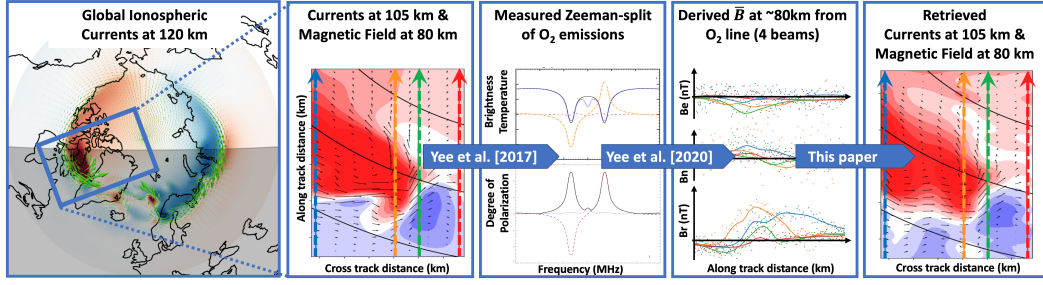 Global Ionospheric
Currents at 120 km
Currents at 105 km &
Magnetic Field at 80 km
Along track distance (km)
Cross track distance (km)
Yee et al. [2017]
Measured Zeeman-split
of O₂ emissions
Brightness
Temperature
Degree of
Polarization
Frequency (MHz)
Yee et al. [2020]
Derived B̅ at ~80km from
O₂ line (4 beams)
Be (nT)
Bn
Br (nT)
Along track distance (km)
This paper
Retrieved
Currents at 105 km &
Magnetic Field at 80 km
Cross track distance (km)